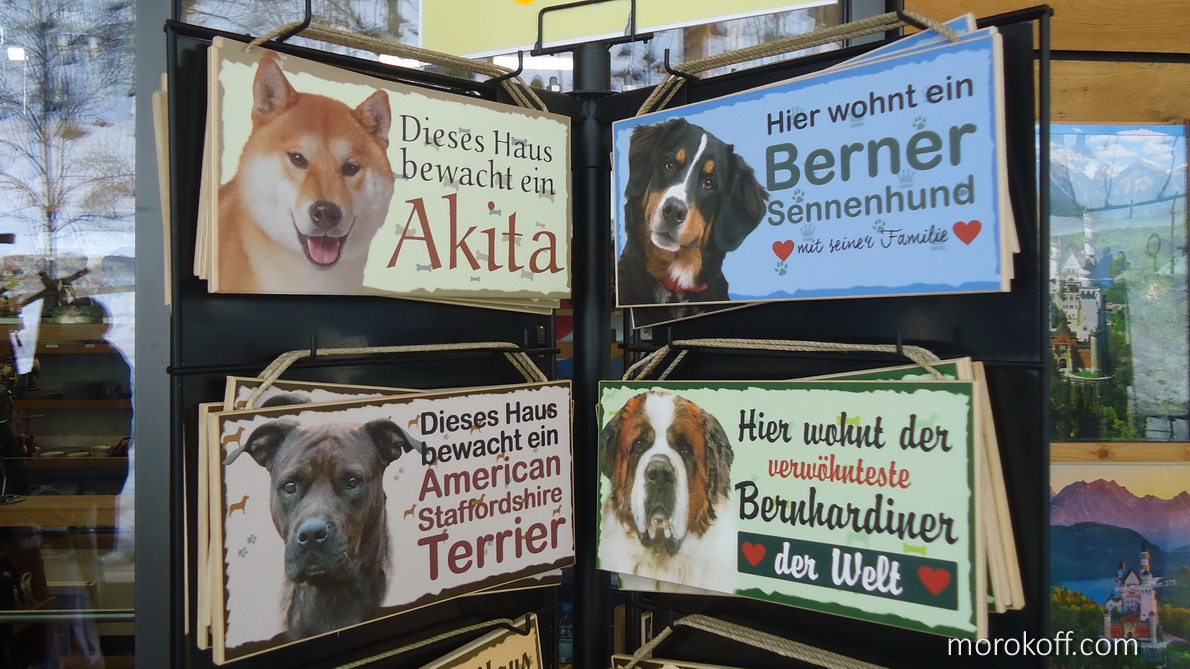 Dieses Haus
bewacht ein
Akita
Hier wohnt ein
Berner
Sennenhund
mit seiner Familie
Dieses Haus
bewacht ein
American
Staffordshire
Terrier
Hier wohnt der
verwöhnteste
Bernhardiner
der Welt
Haus
morokoff.com